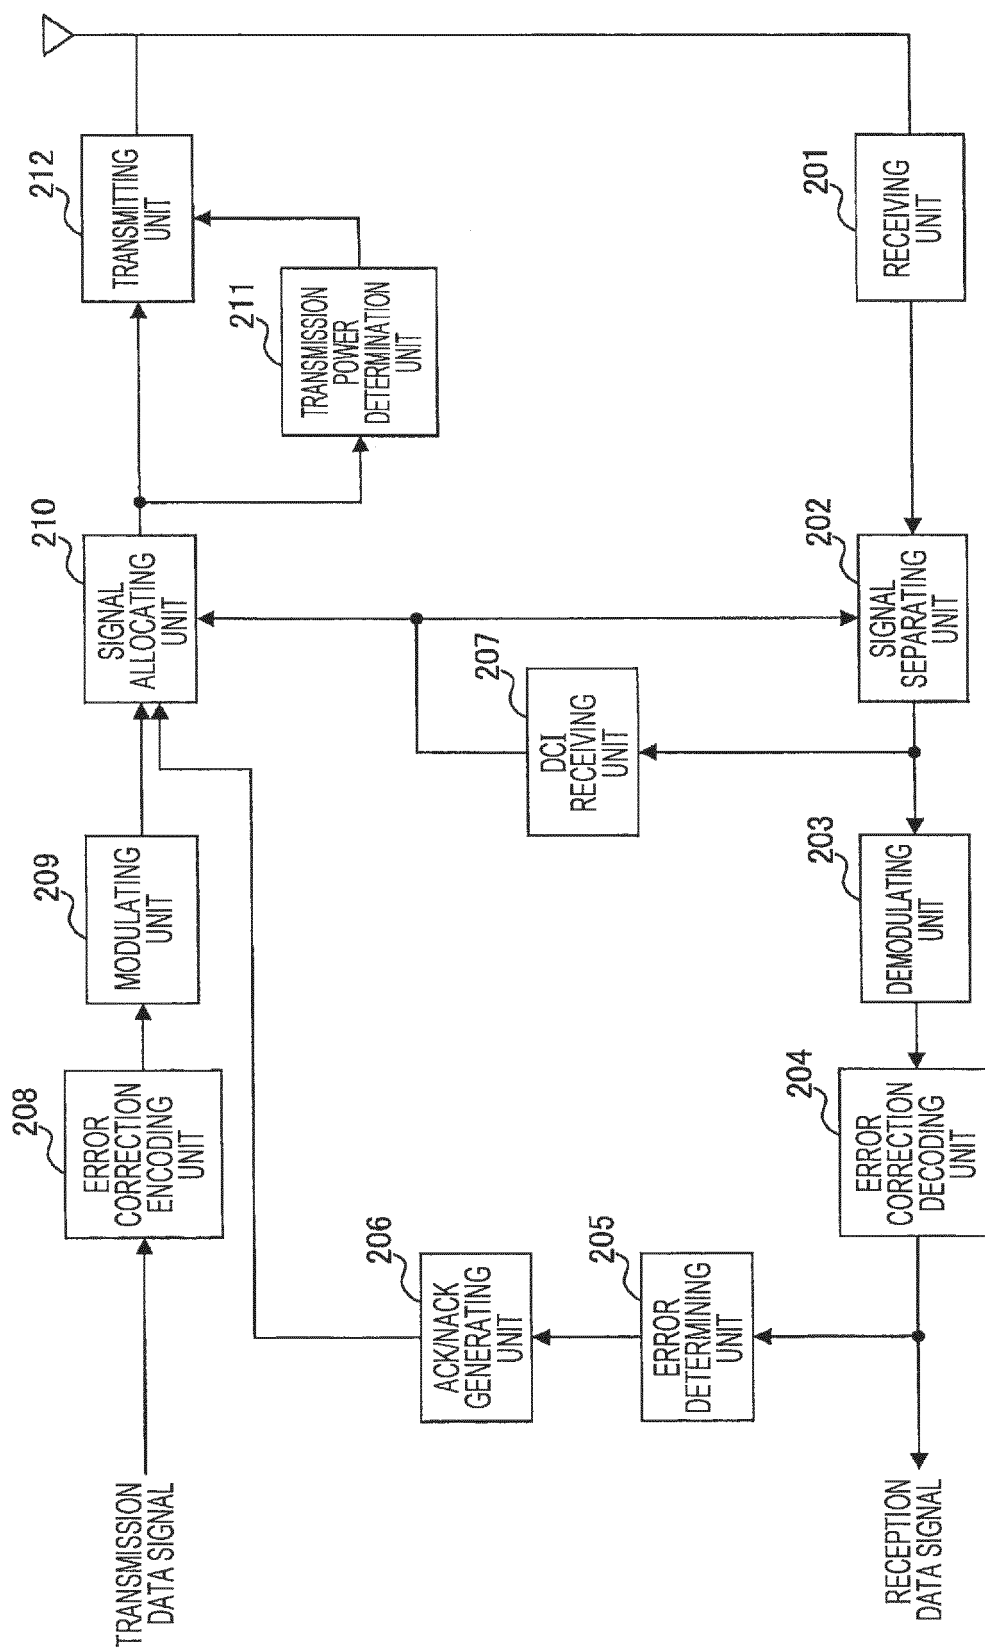 TRANSMISSION
DATA SIGNAL
208
ERROR
CORRECTION
ENCODING
UNIT
209
MODULATING
UNIT
210
SIGNAL
ALLOCATING
UNIT
211
TRANSMISSION
POWER
DETERMINATION
UNIT
212
TRANSMITTING
UNIT
206
ACK/NACK
GENERATING
UNIT
207
DCI
RECEIVING
UNIT
205
ERROR
DETERMINING
UNIT
RECEPTION
DATA SIGNAL
204
ERROR
CORRECTION
DECODING
UNIT
203
DEMODULATING
UNIT
202
SIGNAL
SEPARATING
UNIT
201
RECEIVING
UNIT